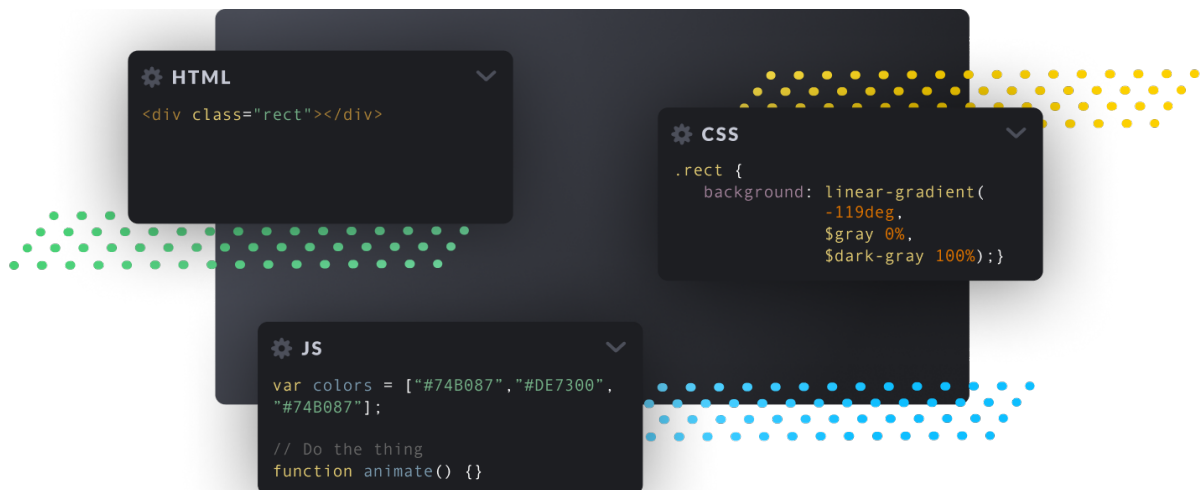 HTML
<div class="rect"></div>
CSS
.rect {
background: linear-gradient(
-119deg,
$gray 0%,
$dark-gray 100%);}
JS
var colors = [“#74B087”,”#DE7300”,
”#74B087”];
// Do the thing
function animate() {}